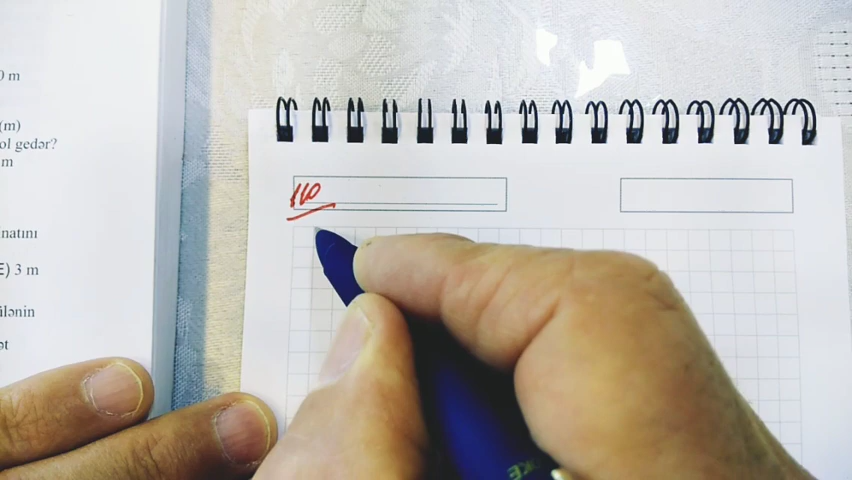 0 m
(m)
ol gedər?
m
natını
E) 3 m
ilənin
ət
110